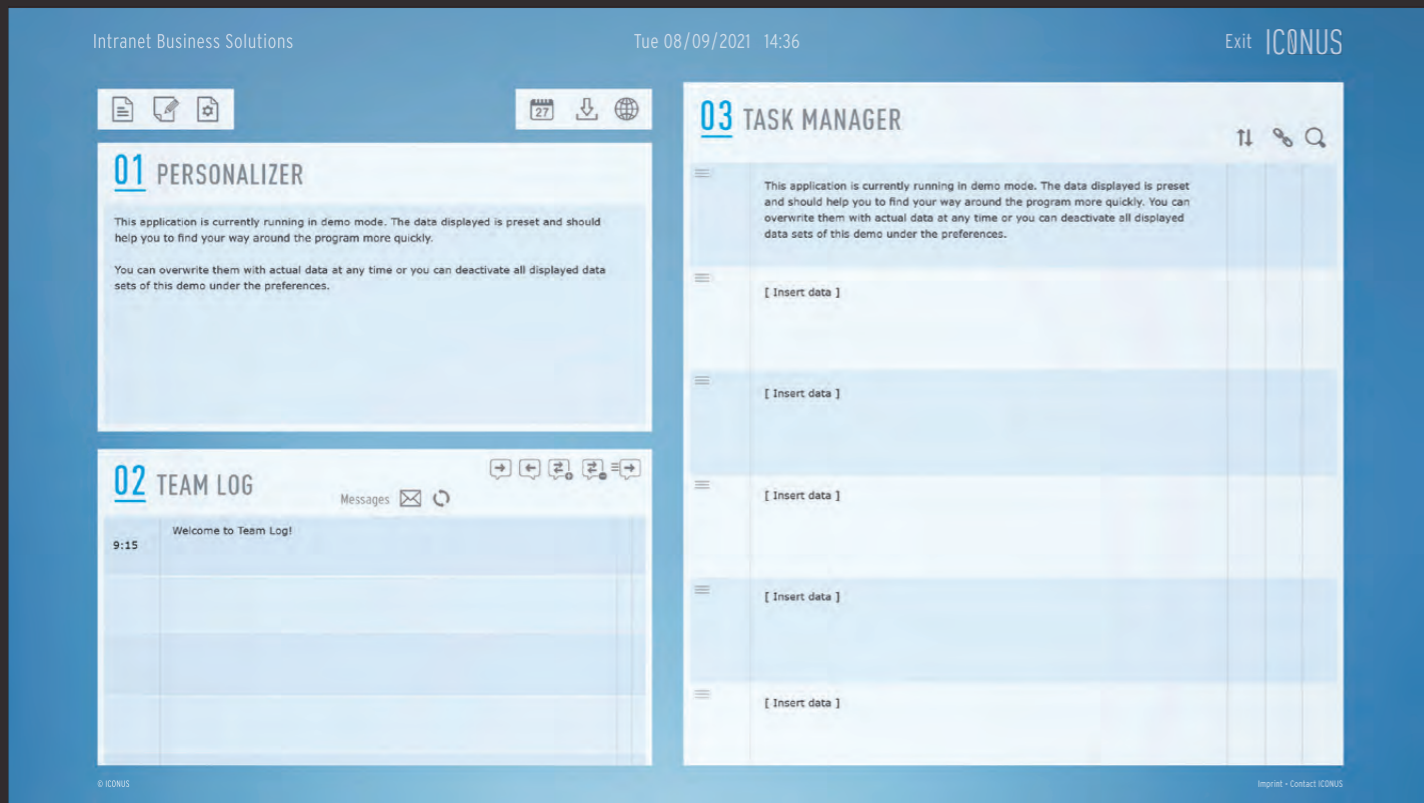 Intranet Business Solutions
Tue 08/09/2021 14:36
Exit ICONUS
27
01 PERSONALIZER
This application is currently running in demo mode. The data displayed is preset and should
help you to find your way around the program more quickly.
You can overwrite them with actual data at any time or you can deactivate all displayed data
sets of this demo under the preferences.
02 TEAM LOG
Messages
9:15
Welcome to Team Log!
03 TASK MANAGER
This application is currently running in demo mode. The data displayed is preset
and should help you to find your way around the program more quickly. You can
overwrite them with actual data at any time or you can deactivate all displayed
data sets of this demo under the preferences.
[ Insert data ]
[ Insert data ]
[ Insert data ]
[ Insert data ]
[ Insert data ]
© ICONUS
Imprint - Contact ICONUS